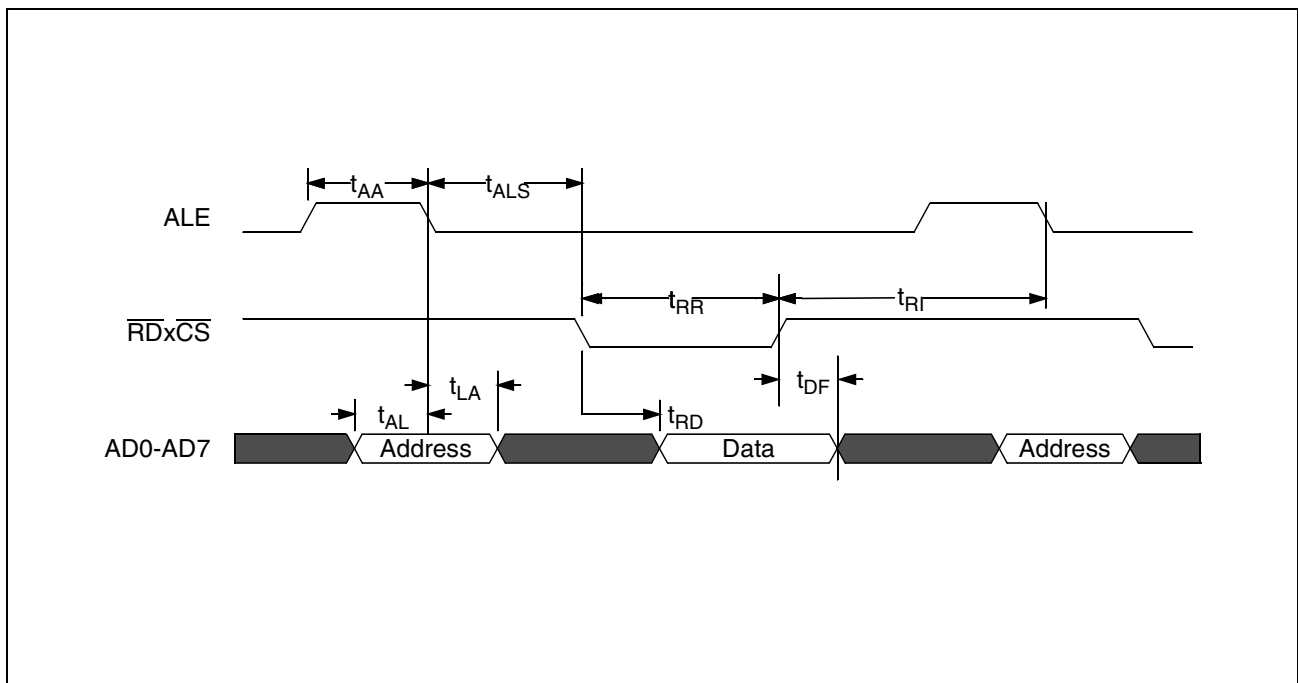 tAA tALS
ALE
tRR tRI
RDxCS
tLA tDF
tAL tRD
AD0-AD7 Address Data Address